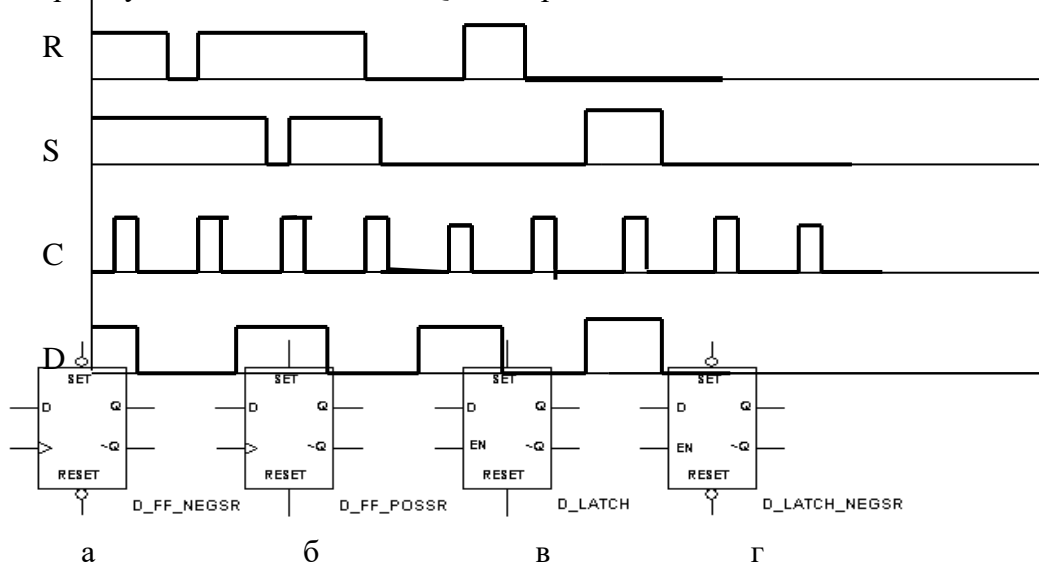 R
S
C
D
SET SET SET SET
D Q D Q D Q D Q
~Q ~Q EN ~Q EN ~Q
RESET RESET RESET RESET
D_FF_NEGSR D_FF_POSSR D_LATCH D_LATCH_NEGSR
а б в г